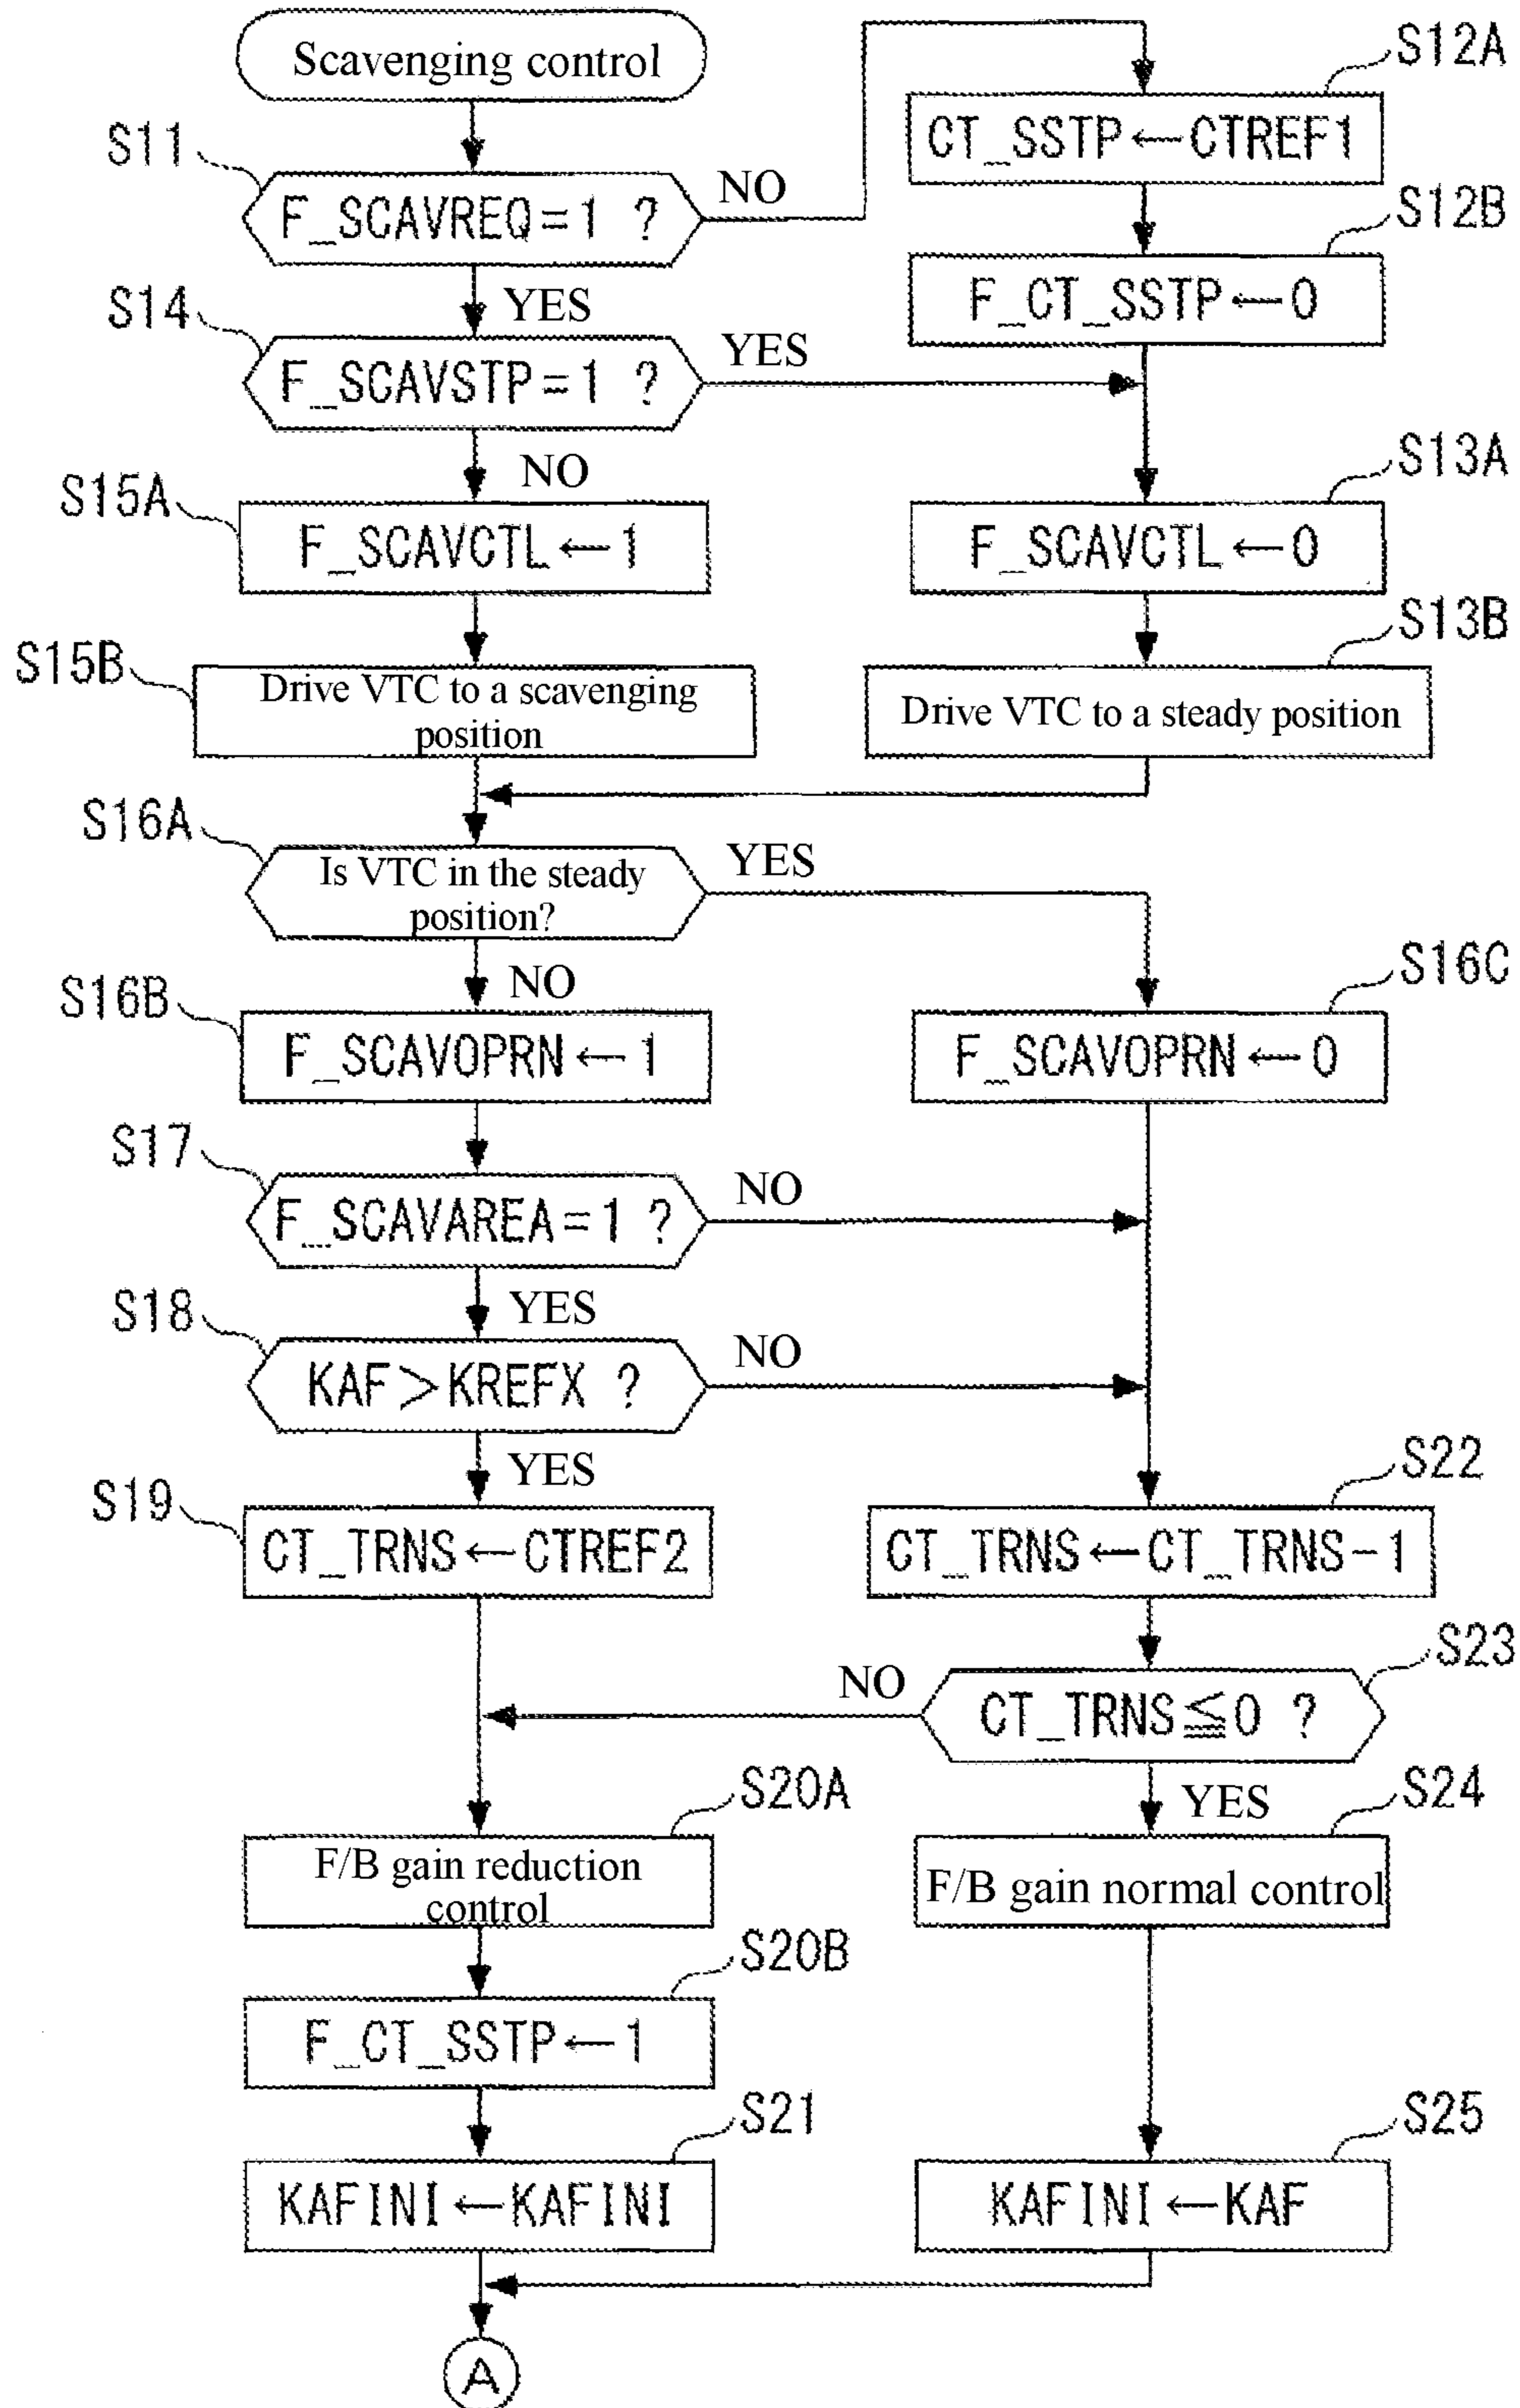 Scavenging control
S12A
CT_SSTP←CTREF1
S11
F_SCAVREQ=1 ?
NO
S12B
F_CT_SSTP←0
YES
S14
F_SCAVSTP=1 ?
YES
NO
S15A
F_SCAVCTL←1
S13A
F_SCAVCTL←0
S15B
Drive VTC to a scavenging
position
S13B
Drive VTC to a steady position
S16A
Is VTC in the steady
position?
YES
NO
S16B
F_SCAVOPRN←1
S16C
F_SCAVOPRN←0
S17
F_SCAVAREA=1 ?
NO
YES
S18
KAF>KREFX ?
NO
YES
S19
CT_TRNS←CTREF2
S22
CT_TRNS←CT_TRNS-1
S23
NO
CT_TRNS≦0 ?
YES
S20A
F/B gain reduction
control
S24
F/B gain normal control
S20B
F_CT_SSTP←1
S21
KAFINI←KAFINI
S25
KAFINI←KAF
A